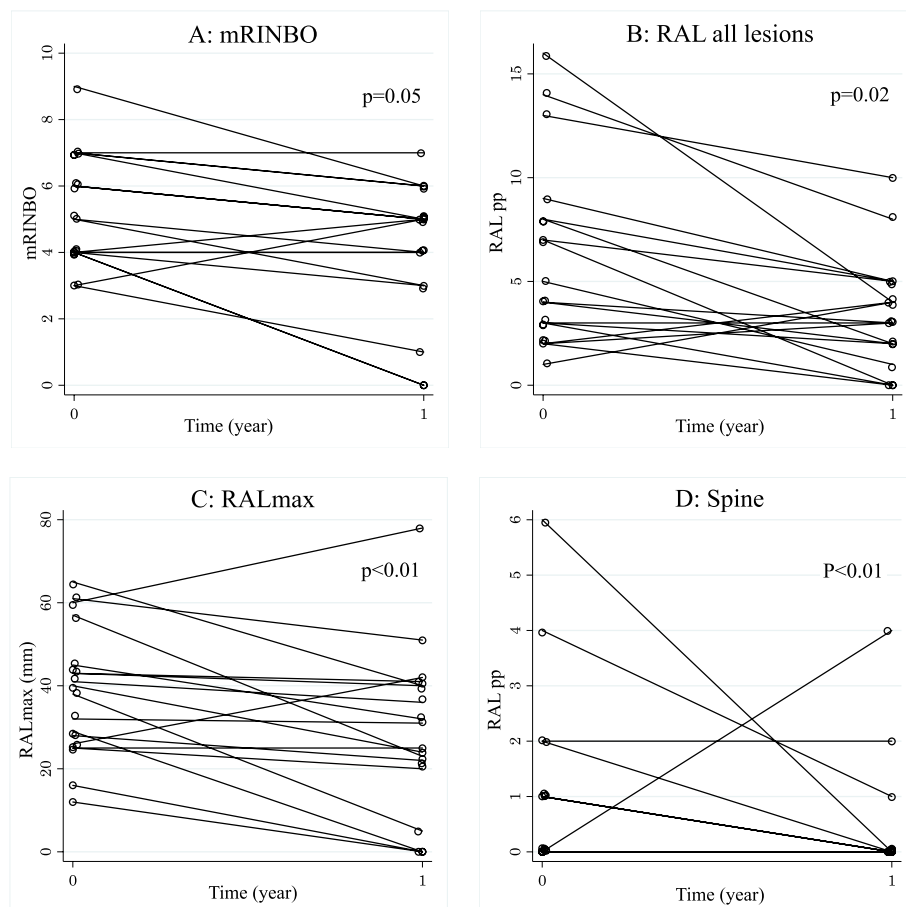 A: mRINBO
p=0.05
mRINBO
10
8
6
4
2
0
0 1
Time (year)
B: RAL all lesions
p=0.02
RAL pp
15
10
5
0
0 1
Time (year)
C: RALmax
p<0.01
RALmax (mm)
80
60
40
20
0
0 1
Time (year)
D: Spine
P<0.01
RAL pp
6
5
4
3
2
1
0
0 1
Time (year)